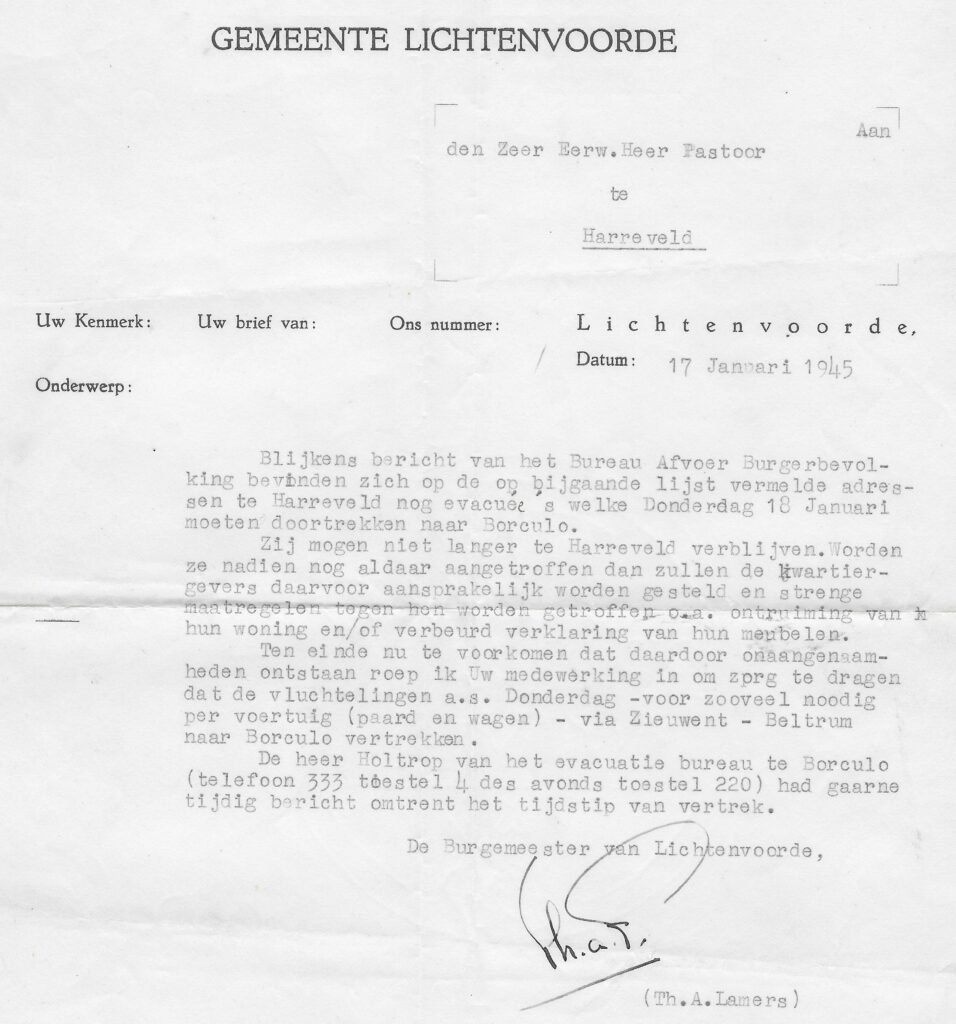 GEMEENTE LICHTENVOORDE
Aan
den Zeer Eerw.Heer Pastoor
te
Harreveld
Uw Kenmerk: Uw brief van: Ons nummer: Lichtenvoorde,
Datum: 17 Januari 1945
Onderwerp:
Blijkens bericht van het Bureau Afvoer Burgerbevol-
king bevinden zich op de op bijgaande lijst vermelde adres-
sen te Harreveld nog evacué's welke Donderdag 18 Januari
moeten doortrekken naar Borculo.
Zij mogen niet langer te Harreveld verblijven.Worden
ze nadien nog aldaar aangetroffen dan zullen de kwartier-
gevers daarvoor aansprakelijk worden gesteld en strenge
maatregelen tegen hen worden getroffen o.a. ontruiming van
hun woning en/of verbeurd verklaring van hun meubelen.
Ten einde nu te voorkomen dat daardoor onaangenaam-
heden ontstaan roep ik Uw medewerking in om zprg te dragen
dat de vluchtelingen a.s. Donderdag -voor zooveel noodig
per voertuig (paard en wagen) - via Zieuwent - Beltrum
naar Borculo vertrekken.
De heer Holtrop van het evacuatie bureau te Borculo
(telefoon 333 toestel 4 des avonds toestel 220) had gaarne
tijdig bericht omtrent het tijdstip van vertrek.
De Burgemeester van Lichtenvoorde,
(Th.A.Lamers)